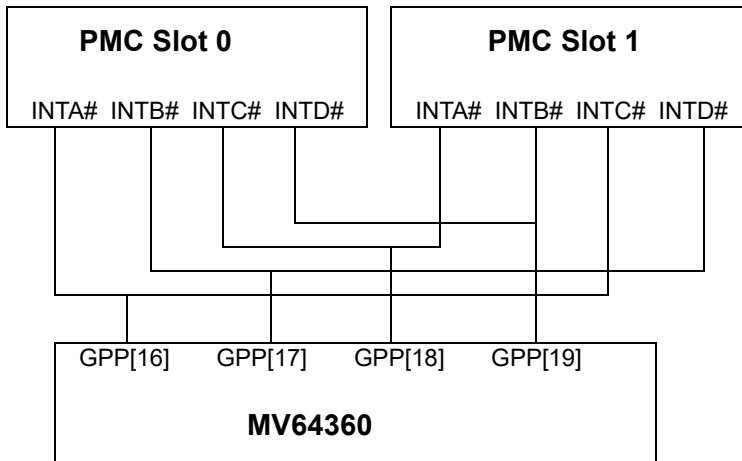 PMC Slot 0
PMC Slot 1
INTA# INTB# INTC# INTD#
INTA# INTB# INTC# INTD#
GPP[16] GPP[17] GPP[18] GPP[19]
MV64360